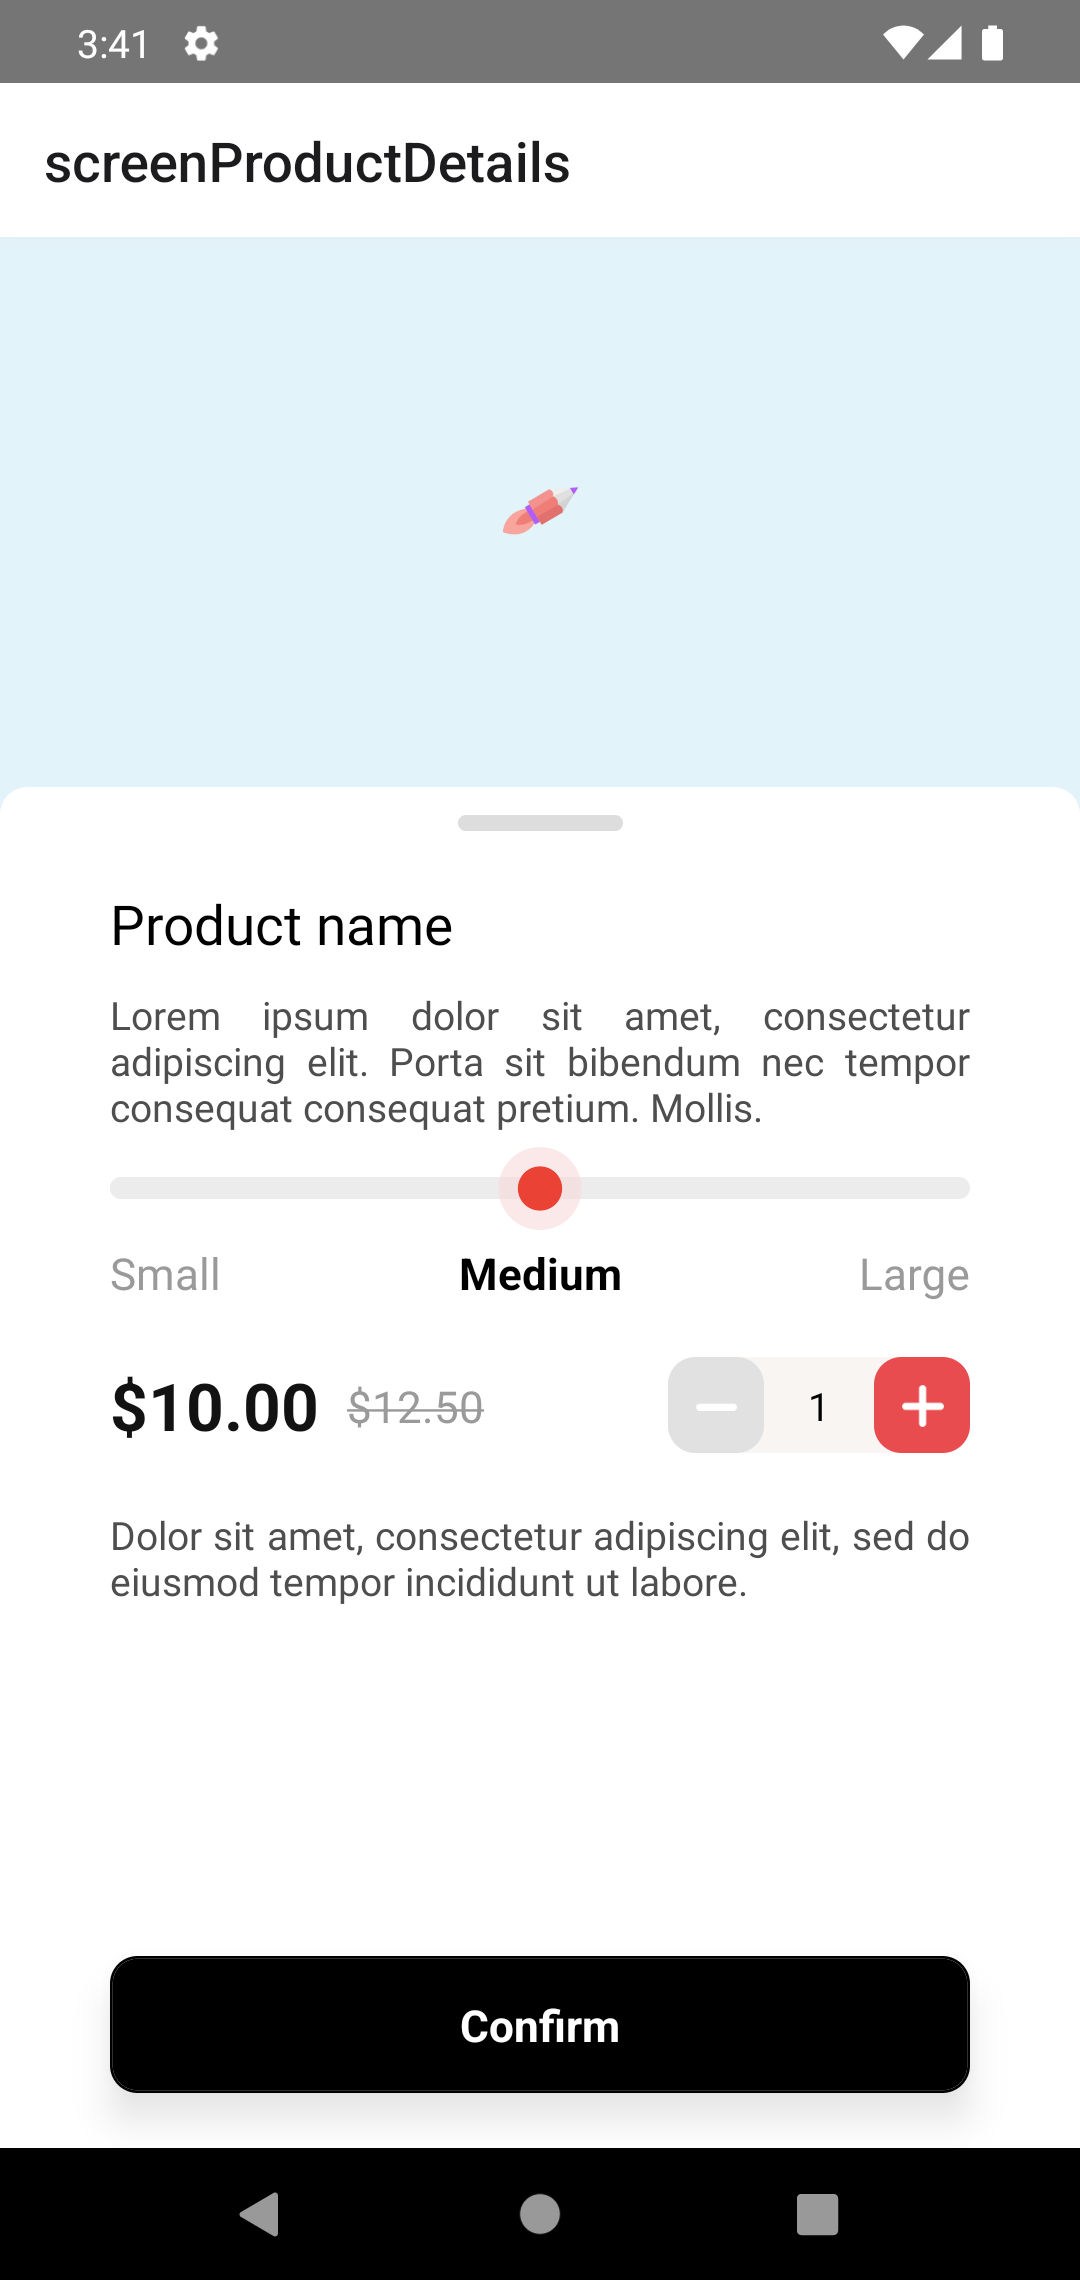 3:41
screenProductDetails
Product name
Lorem ipsum dolor sit amet, consectetur
adipiscing elit. Porta sit bibendum nec tempor
consequat consequat pretium. Mollis.
Small Medium Large
$10.00 $12.50 1
Dolor sit amet, consectetur adipiscing elit, sed do
eiusmod tempor incididunt ut labore.
Confirm